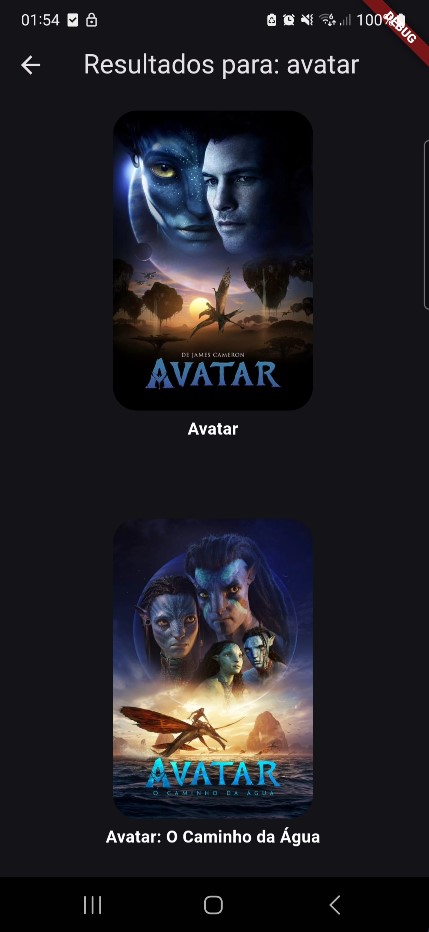 01:54
100%
DEBUG
Resultados para: avatar
DE JAMES CAMERON
AVATAR
Avatar
AVATAR
O CAMINHO DA ÁGUA
Avatar: O Caminho da Água